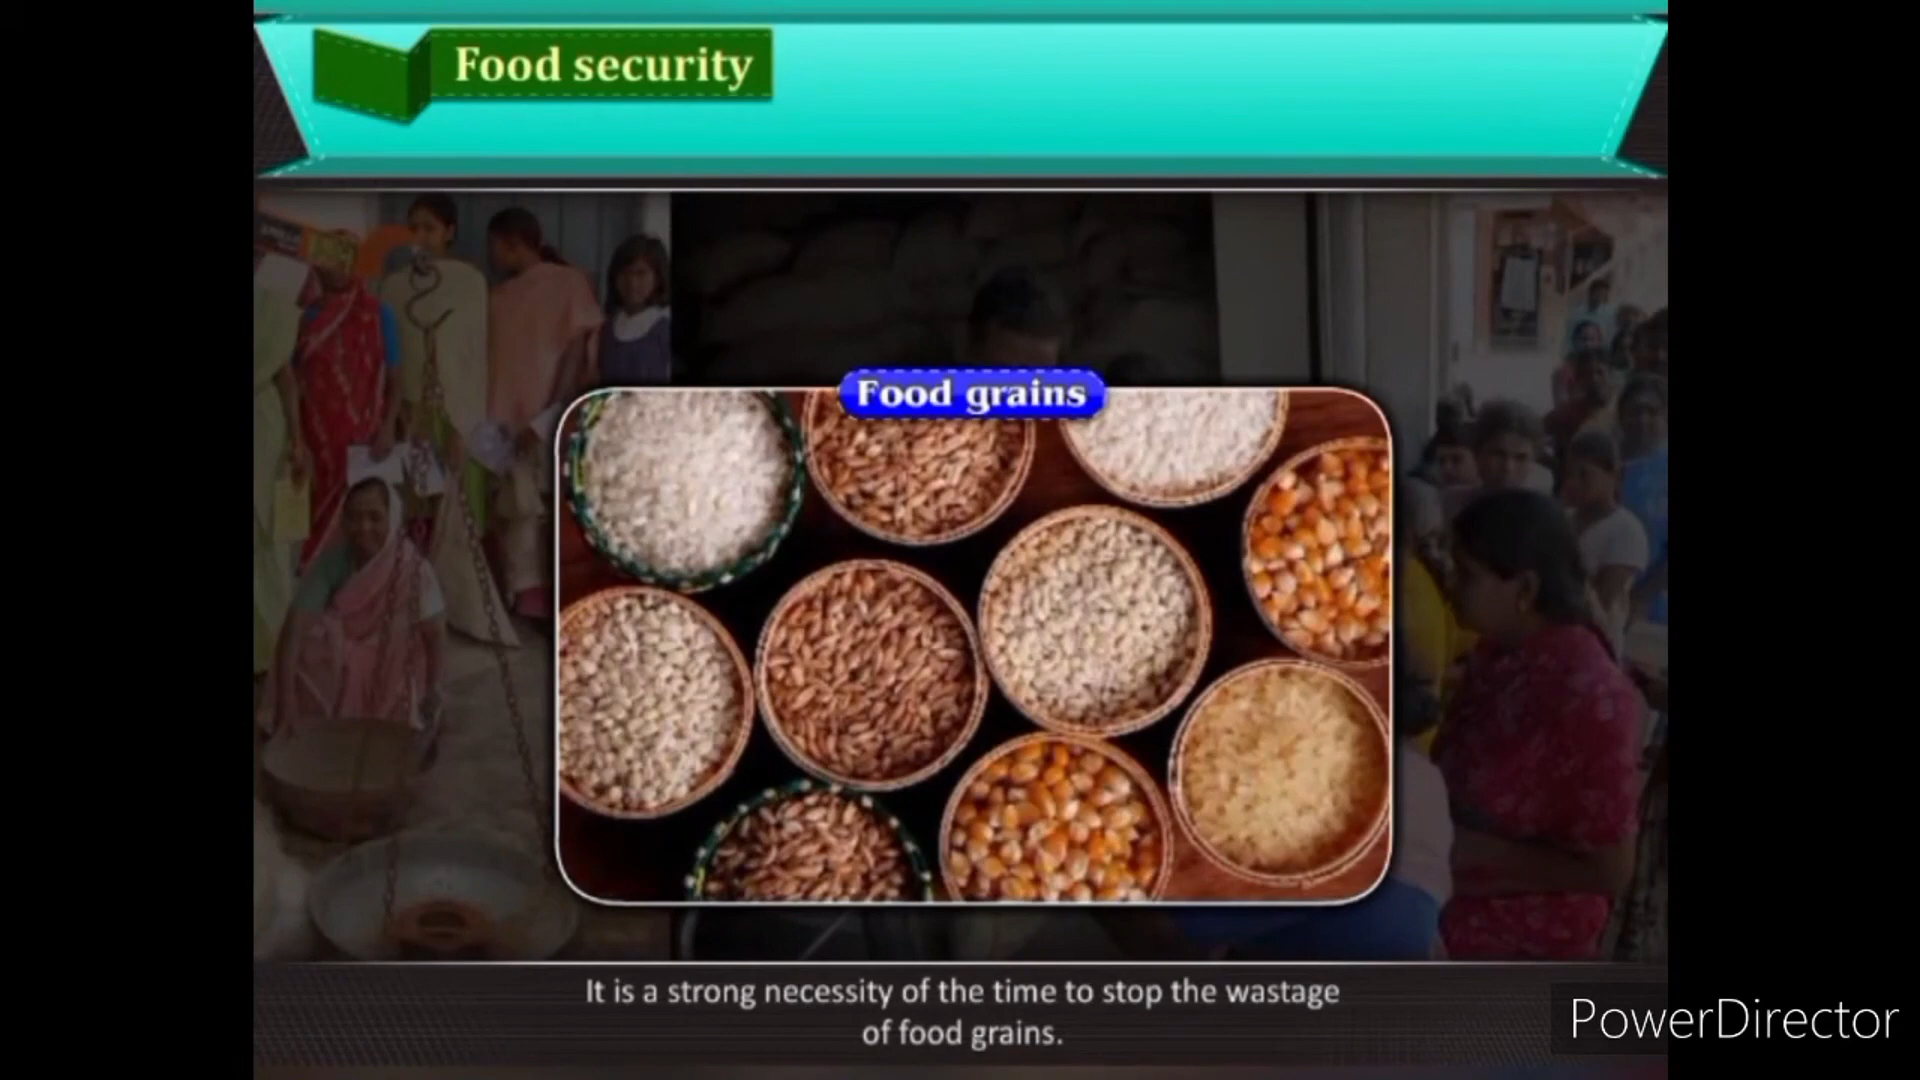 Food security
Food grains
It is a strong necessity of the time to stop the wastage
of food grains.
PowerDirector